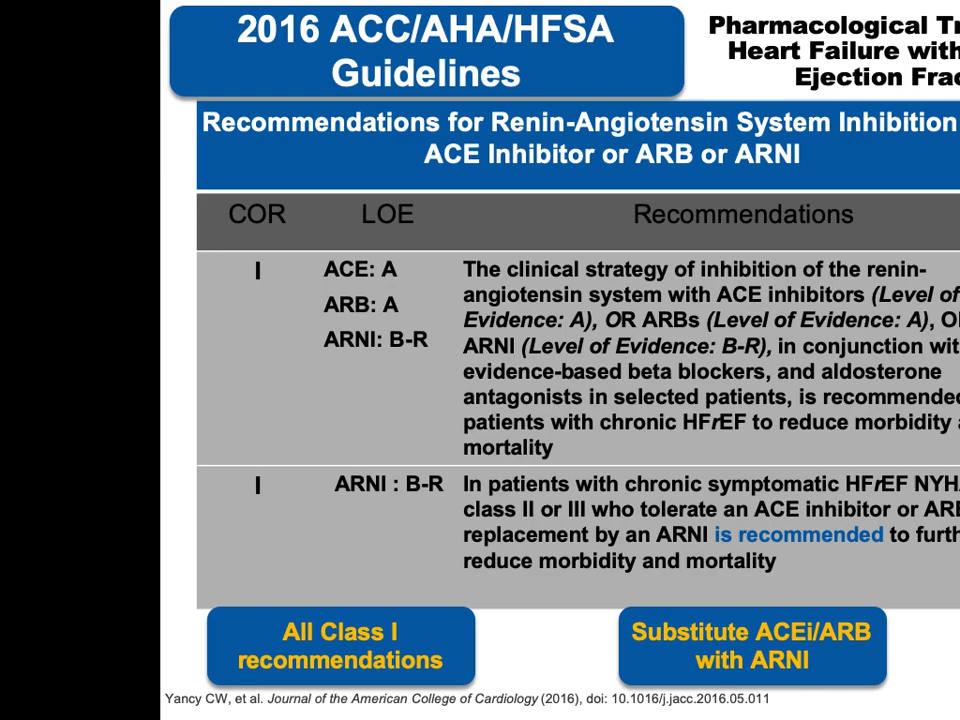 2016 ACC/AHA/HFSA
Guidelines
Pharmacological
Heart Failure with
Ejection
Recommendations for Renin-Angiotensin System Inhibition
ACE Inhibitor or ARB or ARNI
COR LOE Recommendations
I ACE: A The clinical strategy of inhibition of the renin-
angiotensin system with ACE inhibitors (Level of
ARB: A Evidence: A), OR ARBs (Level of Evidence: A),
ARNI: B-R ARNI (Level of Evidence: B-R), in conjunction
evidence-based beta blockers, and aldosterone
antagonists in selected patients, is recommended
patients with chronic HFrEF to reduce morbidity
mortality
I ARNI : B-R In patients with chronic symptomatic HFrEF
class II or III who tolerate an ACE inhibitor or
replacement by an ARNI is recommended to
reduce morbidity and mortality
All Class I
recommendations
Substitute ACEi/ARB
with ARNI
Yancy CW, et al. Journal of the American College of Cardiology (2016), doi: 10.1016/j.jacc.2016.05.011